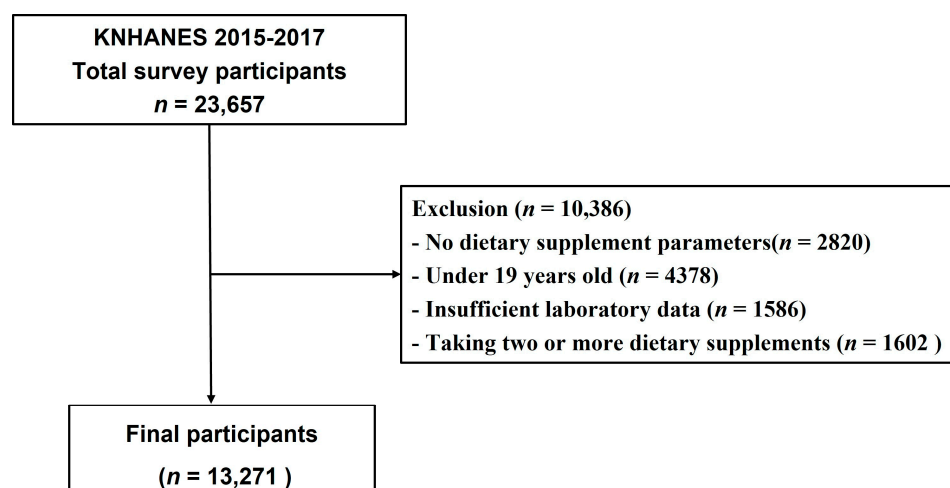 KNHANES 2015-2017
Total survey participants
n = 23,657
Exclusion (n = 10,386)
- No dietary supplement parameters(n = 2820)
- Under 19 years old (n = 4378)
- Insufficient laboratory data (n = 1586)
- Taking two or more dietary supplements (n = 1602 )
Final participants
(n = 13,271 )